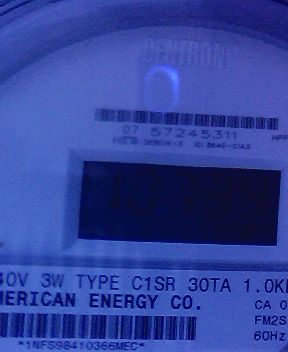 CENTRON
07 57245311
40V 3W TYPE C1SR 30TA 1.0K
MERICAN ENERGY CO.
CA 0
FM2S
60Hz
*1NFS98410366MEC*